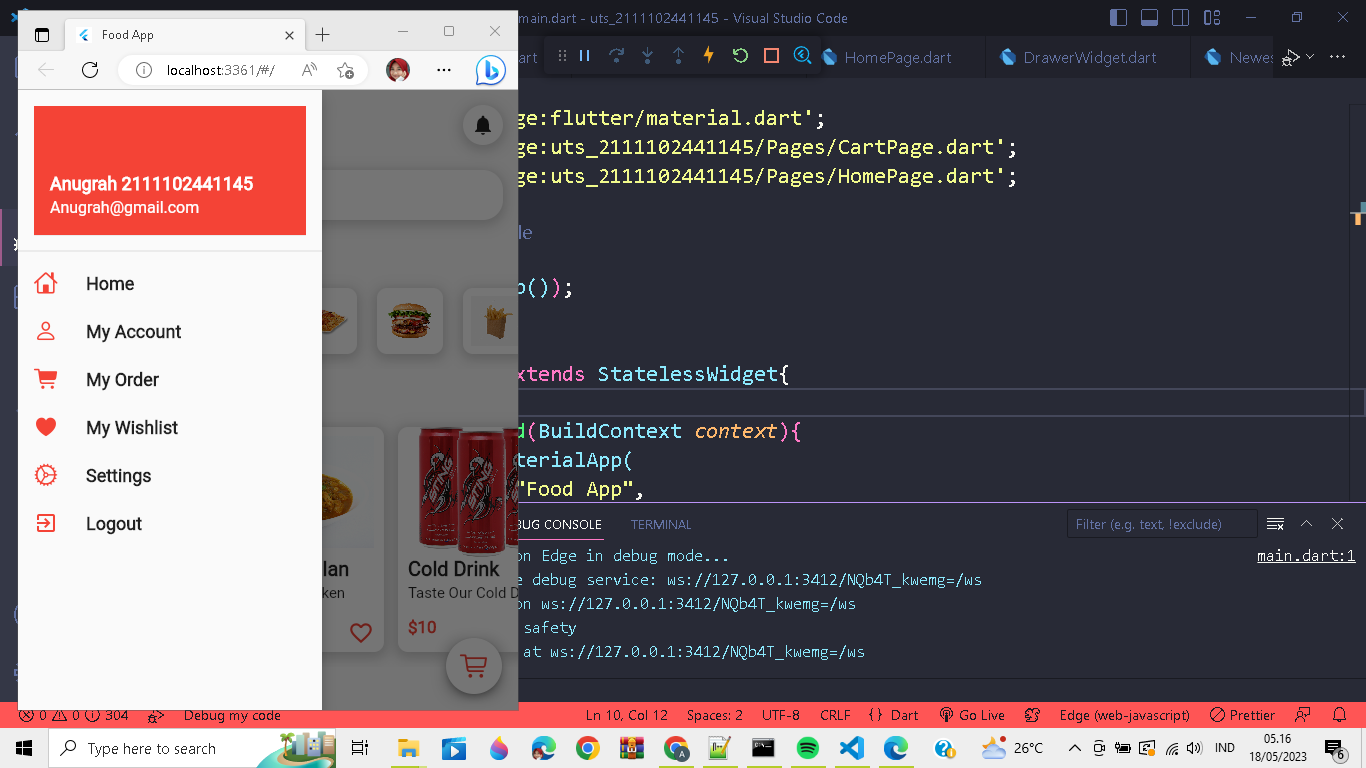 main.dart - uts_2111102441145 - Visual Studio Code
Food App
localhost:3361/#/
dart
HomePage.dart
DrawerWidget.dart
Newes
Anugrah 2111102441145
Anugrah@gmail.com
Home
My Account
My Order
My Wishlist
Settings
Logout
lan
ken
Cold Drink
Taste Our Cold D
$10
ge:flutter/material.dart';
ge:uts_2111102441145/Pages/CartPage.dart';
ge:uts_2111102441145/Pages/HomePage.dart';
le
p());
xtends StatelessWidget{
d(BuildContext context){
terialApp(
"Food App",
BUG CONSOLE
TERMINAL
Filter (e.g. text, !exclude)
on Edge in debug mode...
main.dart:1
e debug service: ws://127.0.0.1:3412/NQb4T_kwemg=/ws
on ws://127.0.0.1:3412/NQb4T_kwemg=/ws
safety
at ws://127.0.0.1:3412/NQb4T_kwemg=/ws
0 0 304 Debug my code
Ln 10, Col 12 Spaces: 2 UTF-8 CRLF {} Dart Go Live Edge (web-javascript) Prettier
Type here to search
26°C
IND
05.16
18/05/2023
6